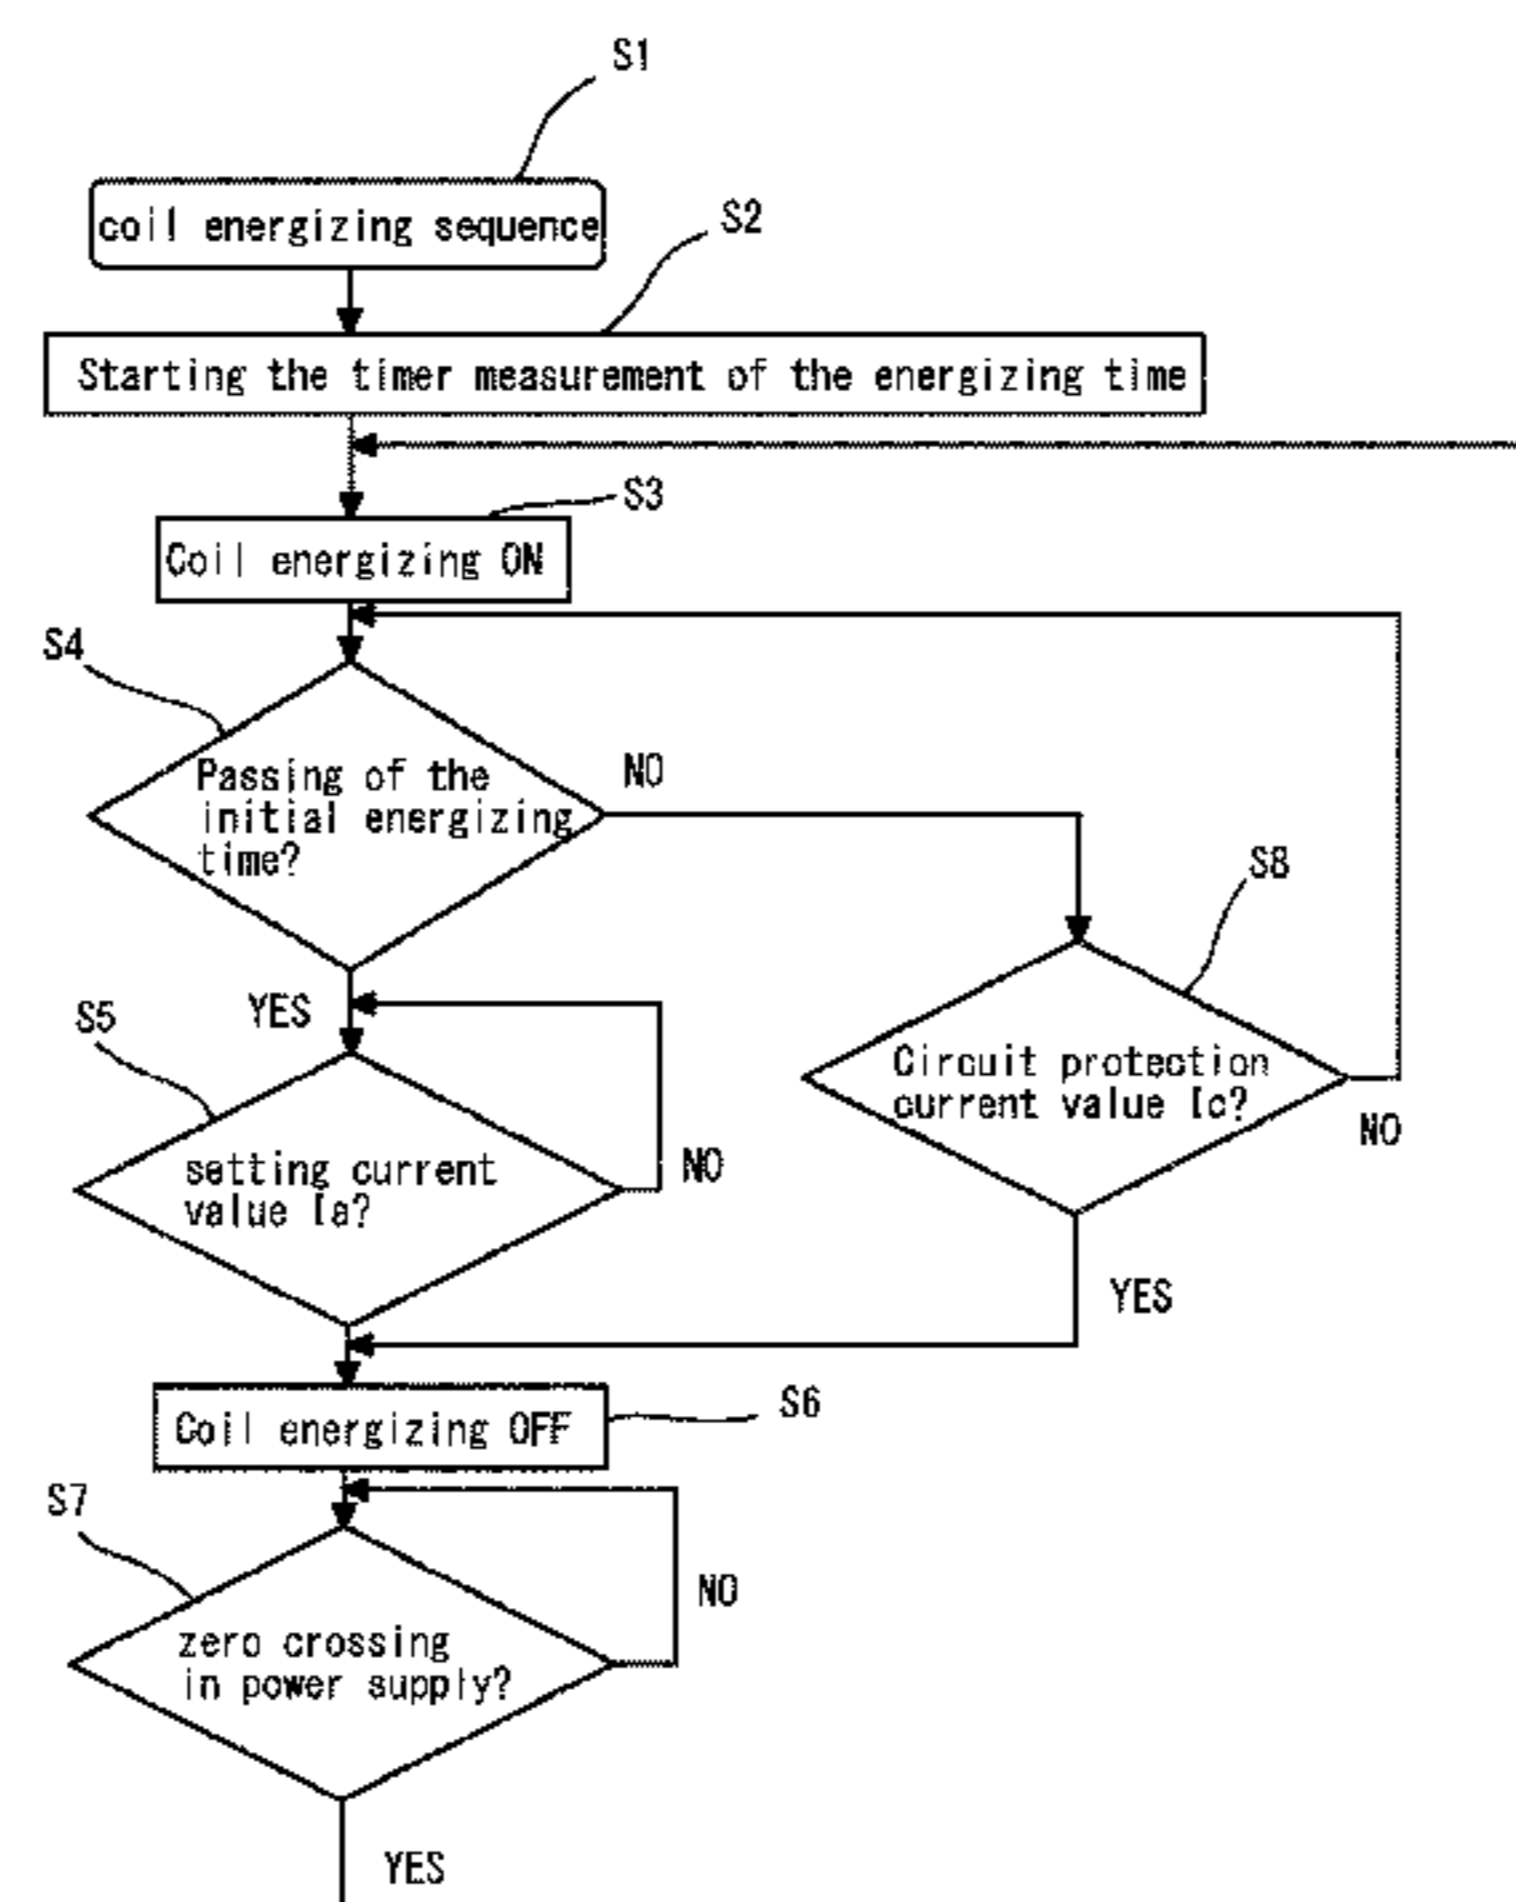 S1
coil energizing sequence
S2
Starting the timer measurement of the energizing time
S3
Coil energizing ON
S4
Passing of the
initial energizing
time?
NO
S8
YES
S5
Circuit protection
current value Ic?
NO
setting current
value Ia?
NO
YES
Coil energizing OFF
S6
S7
NO
zero crossing
in power supply?
YES